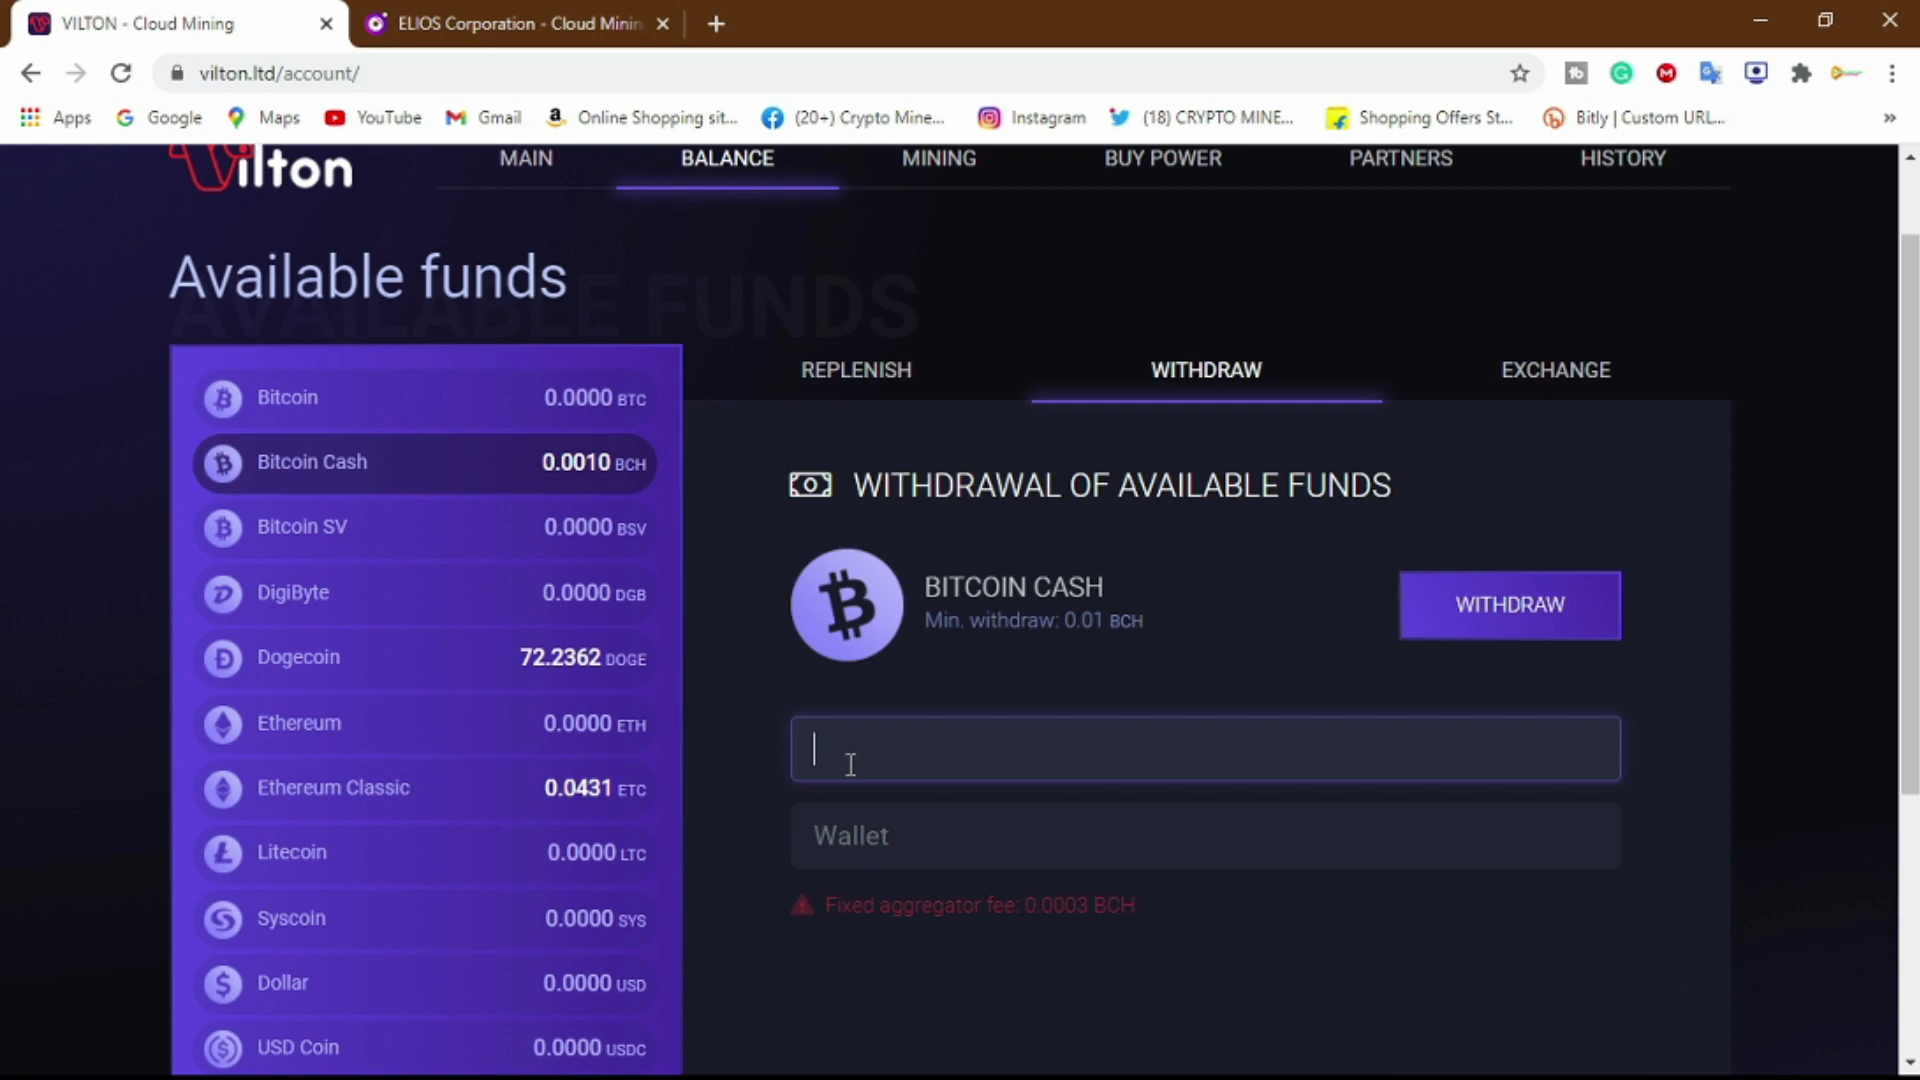 VILTON - Cloud Mining
ELIOS Corporation - Cloud Minin
vilton.ltd/account/
Apps
Google
Maps
YouTube
Gmail
Online Shopping sit...
(20+) Crypto Mine...
Instagram
(18) CRYPTO MINE...
Shopping Offers St...
Bitly | Custom URL...
Vilton
MAIN
BALANCE
MINING
BUY POWER
PARTNERS
HISTORY
Available funds
AVAILABLE FUNDS
REPLENISH
WITHDRAW
EXCHANGE
Bitcoin 0.0000 BTC
Bitcoin Cash 0.0010 BCH
Bitcoin SV 0.0000 BSV
DigiByte 0.0000 DGB
Dogecoin 72.2362 DOGE
Ethereum 0.0000 ETH
Ethereum Classic 0.0431 ETC
Litecoin 0.0000 LTC
Syscoin 0.0000 SYS
Dollar 0.0000 USD
USD Coin 0.0000 USDC
WITHDRAWAL OF AVAILABLE FUNDS
BITCOIN CASH
Min. withdraw: 0.01 BCH
WITHDRAW
Wallet
Fixed aggregator fee: 0.0003 BCH